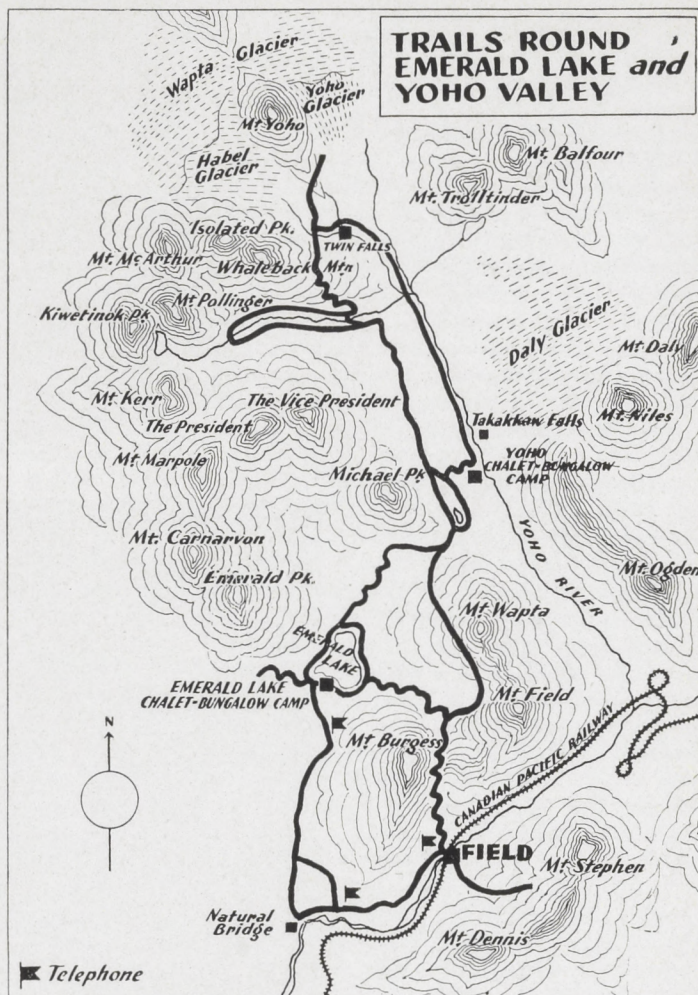 TRAILS ROUND
EMERALD LAKE and
YOHO VALLEY
Wapta Glacier
Yoho
Glacier
Mt. Yoho
Habel
Glacier
Mt. Balfour
Mt. Trolltinder
Isolated Pk.
TWIN FALLS
Mt. McArthur
Whaleback Mtn
Mt. Pollinger
Kiwetinok Pk
Daly Glacier
Mt. Daly
Mt. Kerr
The Vice President
Mt. Niles
The President
Takakkaw Falls
Mt. Marpole
Michael Pk
YOHO
CHALET-BUNGALOW
CAMP
Mt. Carnarvon
YOHO RIVER
Emerald Pk.
Mt. Ogden
Mt. Wapta
EMERALD
LAKE
EMERALD LAKE
CHALET-BUNGALOW CAMP
Mt. Field
N
Mt. Burgess
CANADIAN PACIFIC RAILWAY
FIELD
Mt. Stephen
Natural
Bridge
Mt. Dennis
Telephone